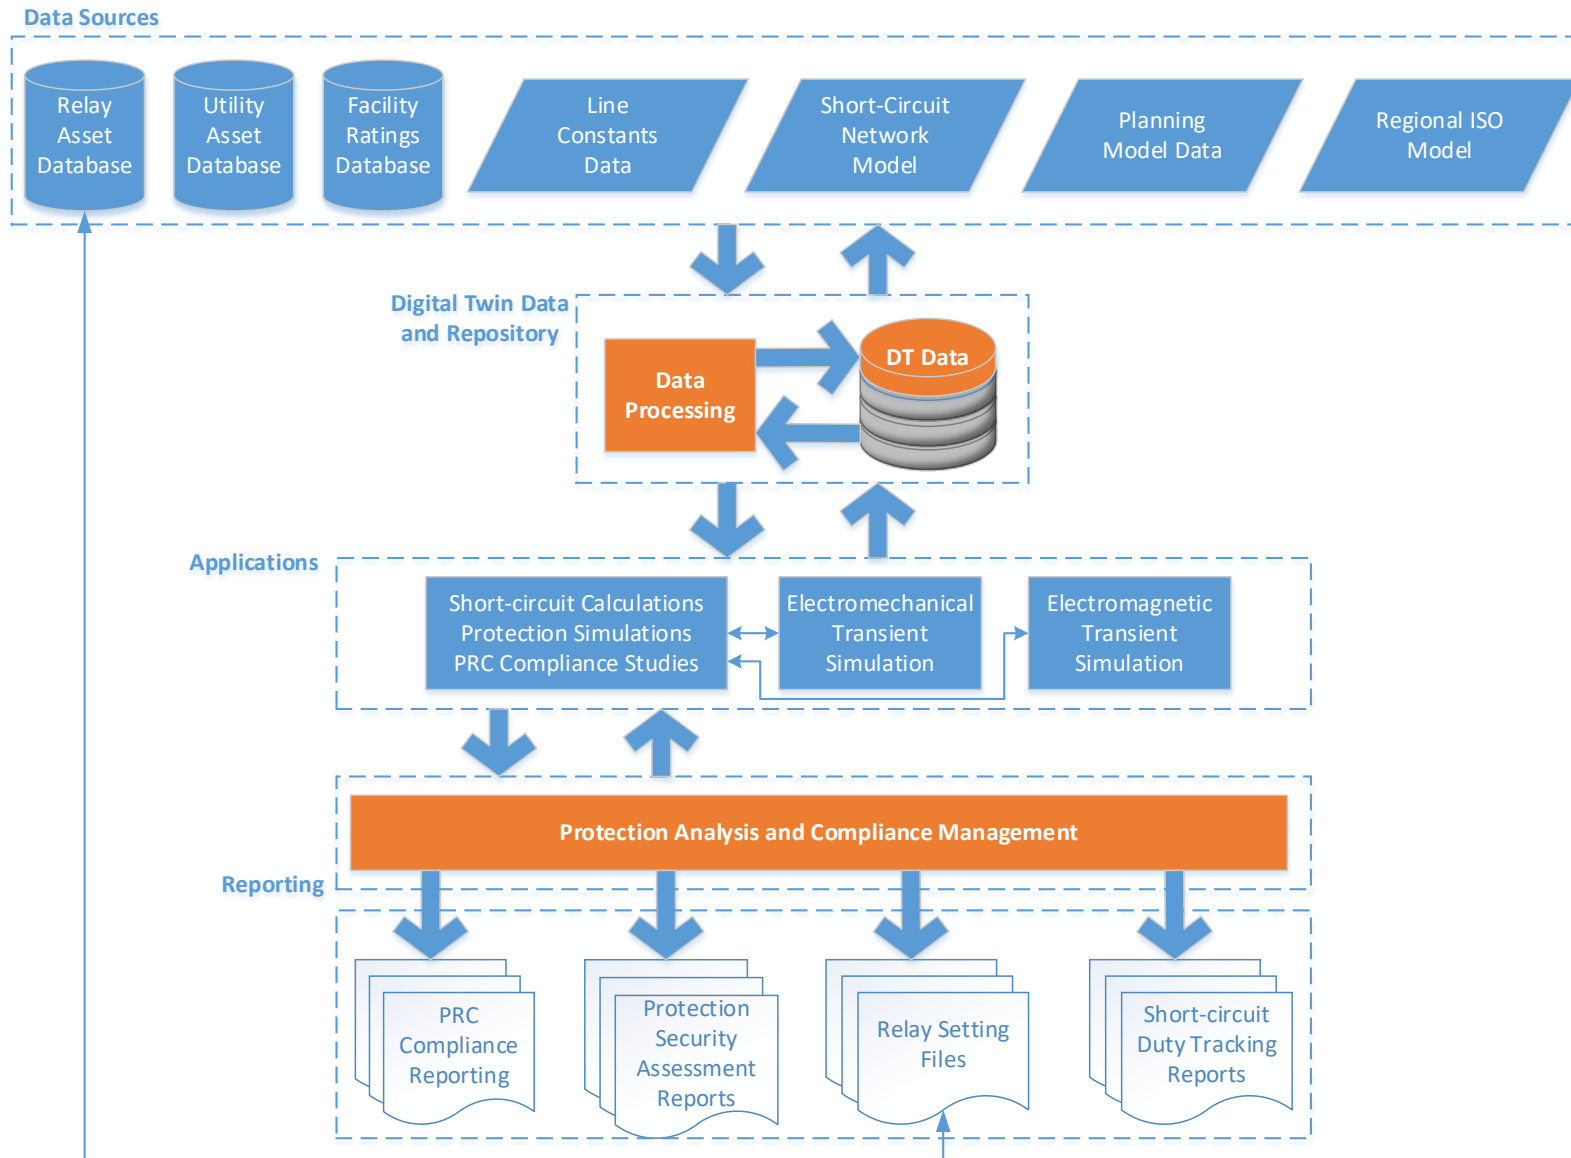 Data Sources
Relay
Asset
Database
Utility
Asset
Database
Facility
Ratings
Database
Line
Constants
Data
Short-Circuit
Network
Model
Planning
Model Data
Regional ISO
Model
Digital Twin Data
and Repository
Data
Processing
DT Data
Applications
Short-circuit Calculations
Protection Simulations
PRC Compliance Studies
Electromechanical
Transient
Simulation
Electromagnetic
Transient
Simulation
Protection Analysis and Compliance Management
Reporting
PRC
Compliance
Reporting
Protection
Security
Assessment
Reports
Relay Setting
Files
Short-circuit
Duty Tracking
Reports